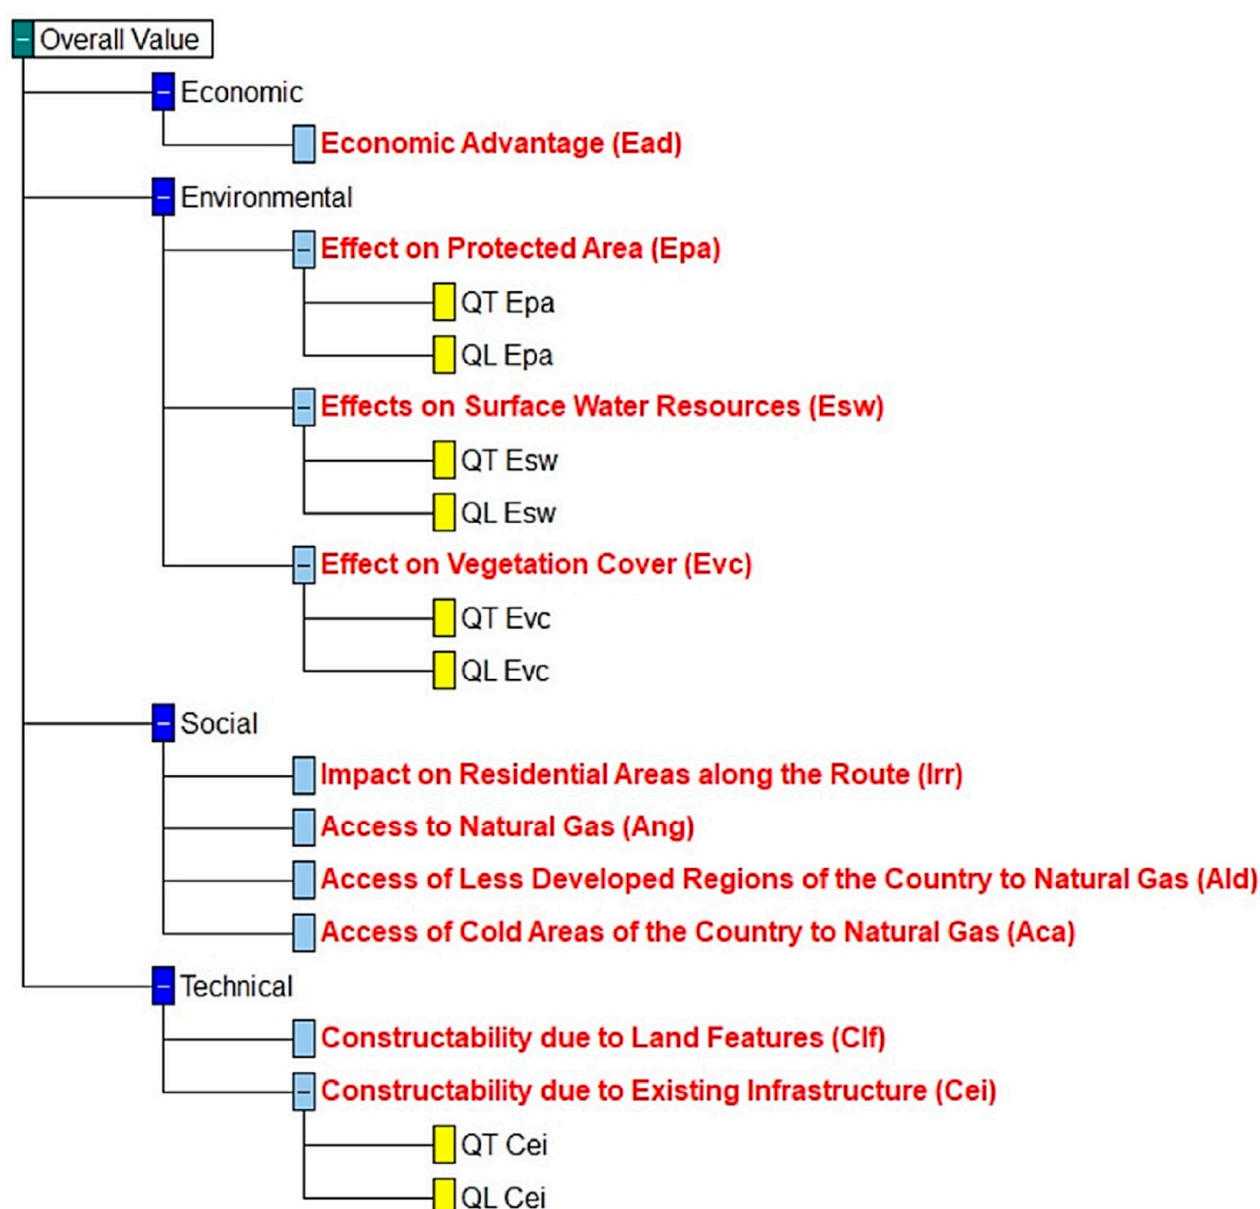 Overall Value
Economic
Economic Advantage (Ead)
Environmental
Effect on Protected Area (Epa)
QT Epa
QL Epa
Effects on Surface Water Resources (Esw)
QT Esw
QL Esw
Effect on Vegetation Cover (Evc)
QT Evc
QL Evc
Social
Impact on Residential Areas along the Route (Irr)
Access to Natural Gas (Ang)
Access of Less Developed Regions of the Country to Natural Gas (Ald)
Access of Cold Areas of the Country to Natural Gas (Aca)
Technical
Constructability due to Land Features (Clf)
Constructability due to Existing Infrastructure (Cei)
QT Cei
QL Cei